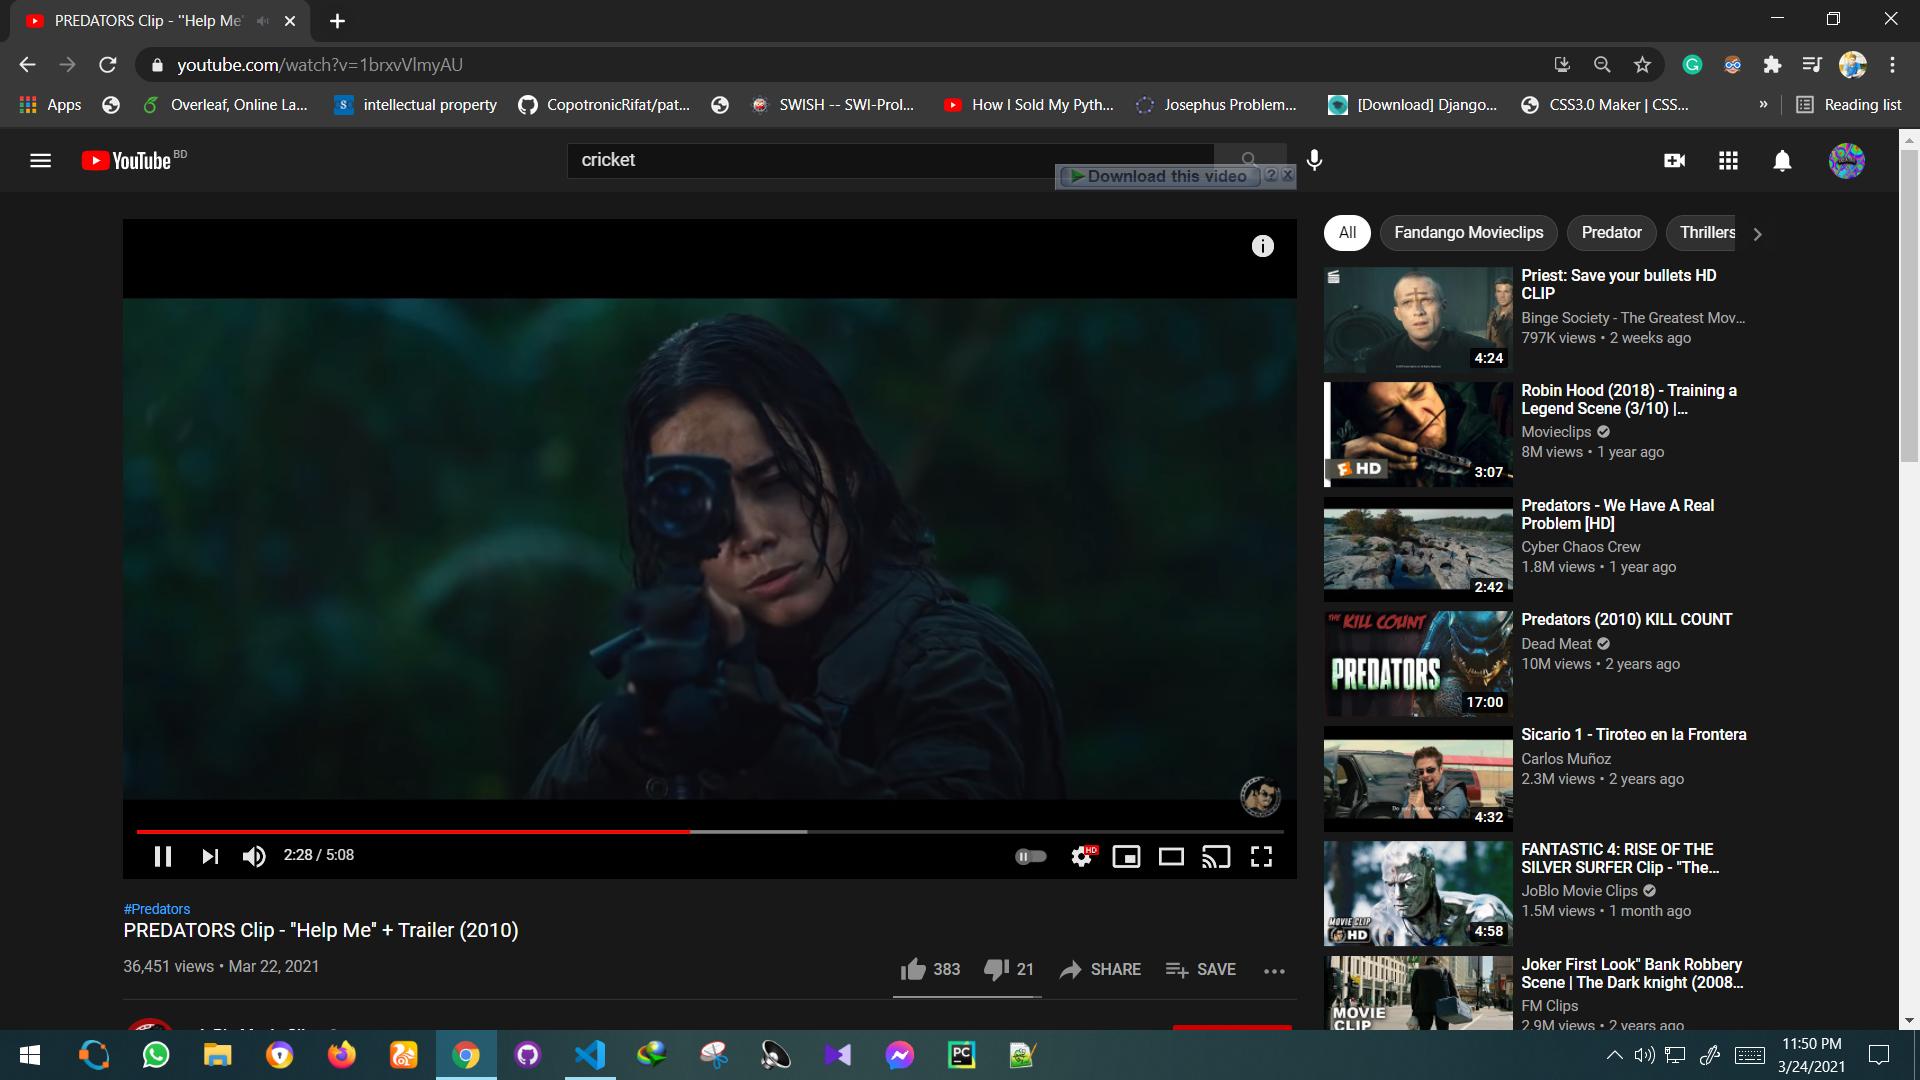 PREDATORS Clip - "Help Me"
youtube.com/watch?v=1brxvVlmyAU
Apps
Overleaf, Online La...
intellectual property
CopotronicRifat/pat...
SWISH -- SWI-Prol...
How I Sold My Pyth...
Josephus Problem...
[Download] Django...
CSS3.0 Maker | CSS...
»
Reading list
YouTube BD
cricket
Download this video
All
Fandango Movieclips
Predator
Thrillers
Priest: Save your bullets HD
CLIP
Binge Society - The Greatest Mov...
797K views • 2 weeks ago
4:24
Robin Hood (2018) - Training a
Legend Scene (3/10) |...
Movieclips
8M views • 1 year ago
HD
3:07
Predators - We Have A Real
Problem [HD]
Cyber Chaos Crew
1.8M views • 1 year ago
2:42
THE KILL COUNT
PREDATORS
17:00
Predators (2010) KILL COUNT
Dead Meat
10M views • 2 years ago
Sicario 1 - Tiroteo en la Frontera
Carlos Muñoz
2.3M views • 2 years ago
4:32
FANTASTIC 4: RISE OF THE
SILVER SURFER Clip - "The...
JoBlo Movie Clips
1.5M views • 1 month ago
MOVIE CLIP
HD
4:58
Joker First Look" Bank Robbery
Scene | The Dark knight (2008...
FM Clips
2.9M views • 2 years ago
MOVIE
CLIP
2:28 / 5:08
HD
#Predators
PREDATORS Clip - "Help Me" + Trailer (2010)
36,451 views • Mar 22, 2021
383
21
SHARE
SAVE
PC
11:50 PM
3/24/2021